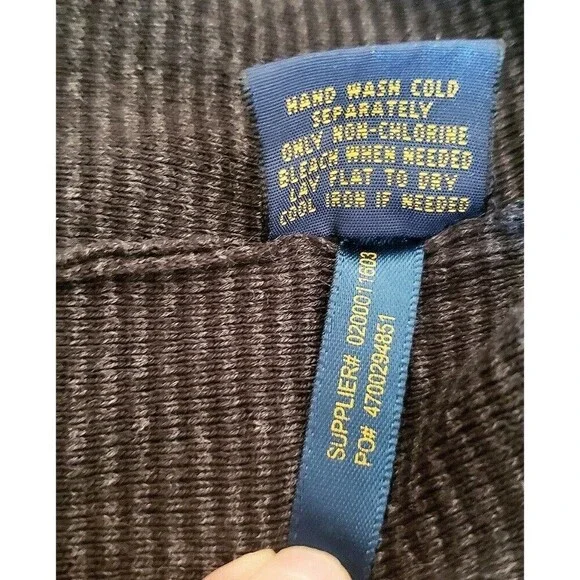 HAND WASH COLD
SEPARATELY
ONLY NON-CHLORINE
BLEACH WHEN NEEDED
LAY FLAT TO DRY
COOL IRON IF NEEDED
SUPPLIER# 0200011603
PO# 4700294851